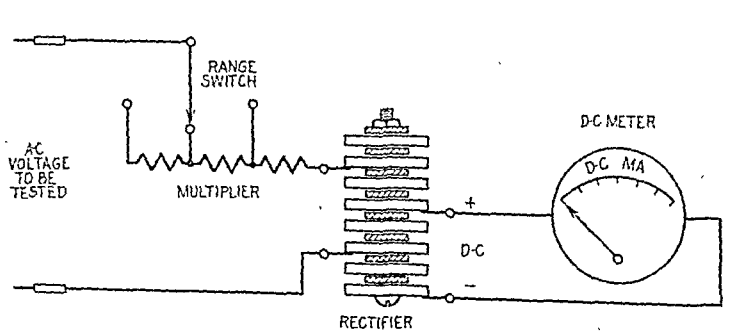 RANGE
SWITCH
A-C
VOLTAGE
TO BE
TESTED
MULTIPLIER
D-C METER
D-C MA
+
D-C
−
RECTIFIER